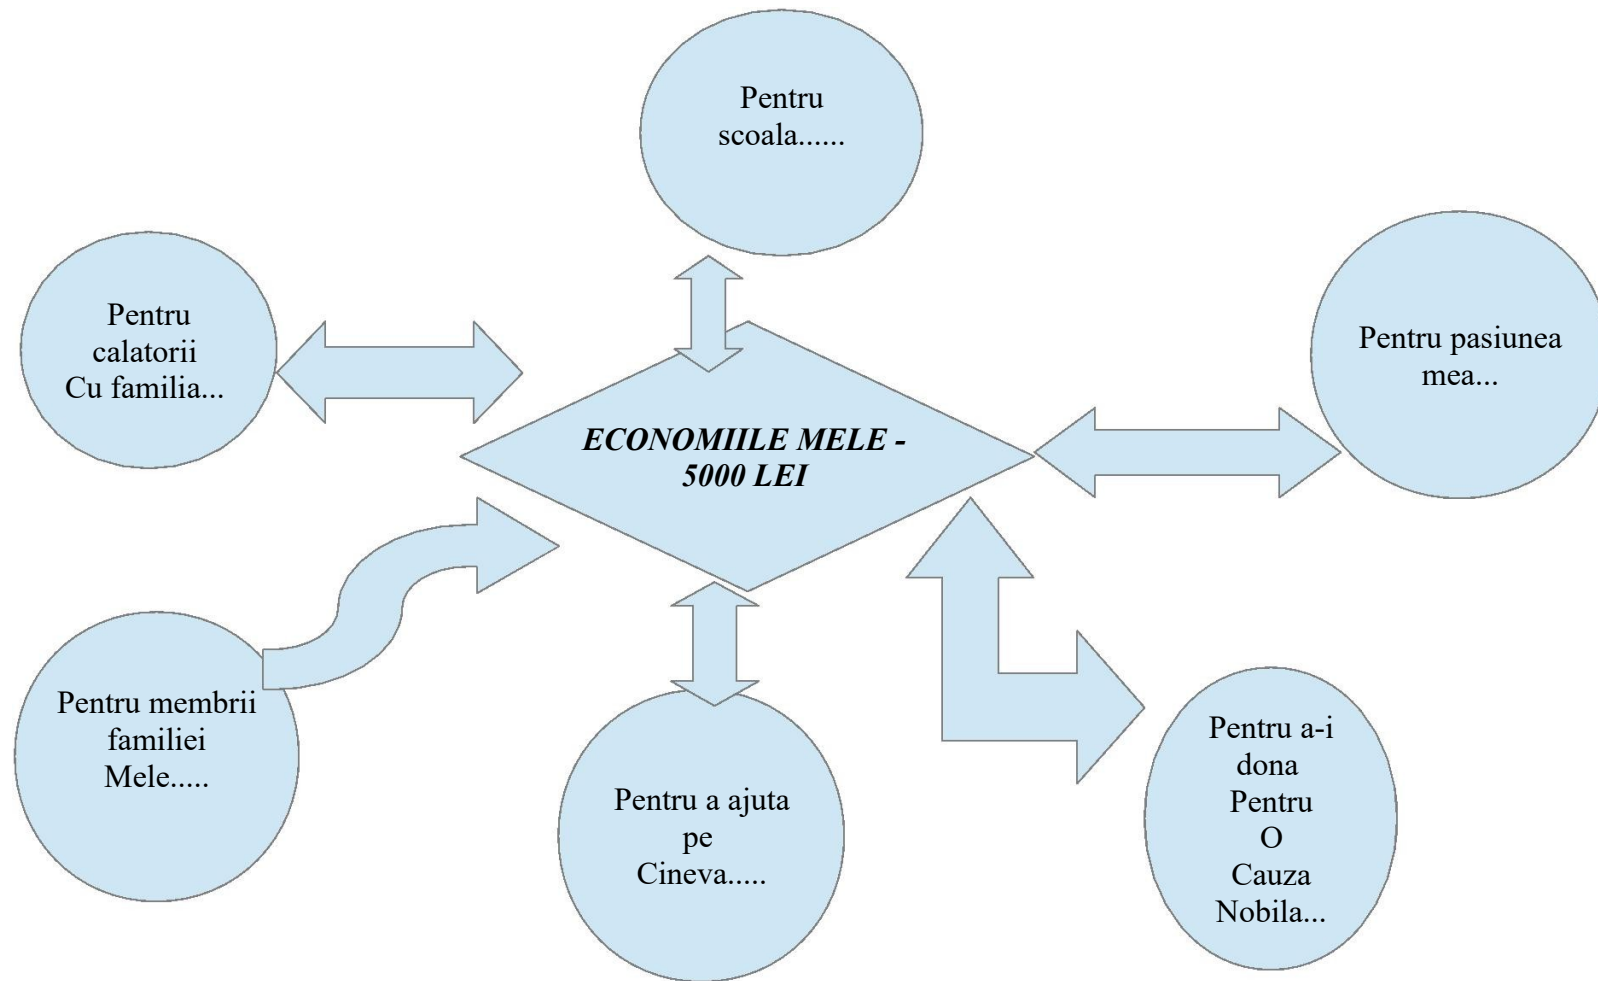 Pentru
scoala......
Pentru
calatorii
Cu familia...
Pentru pasiunea
mea...
ECONOMIILE MELE -
5000 LEI
Pentru membrii
familiei
Mele.....
Pentru a ajuta
pe
Cineva.....
Pentru a-i
dona
Pentru
O
Cauza
Nobila...